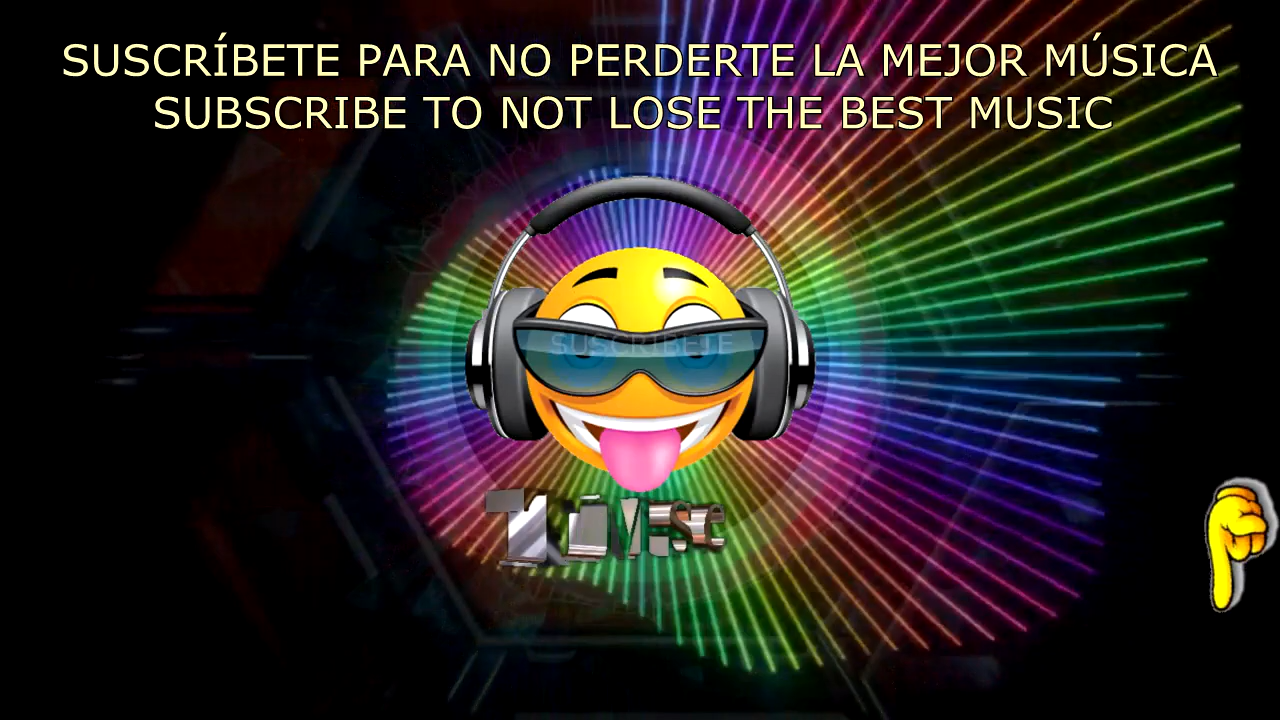 SUSCRÍBETE PARA NO PERDERTE LA MEJOR MÚSICA
SUBSCRIBE TO NOT LOSE THE BEST MUSIC
SUSCRIBETE